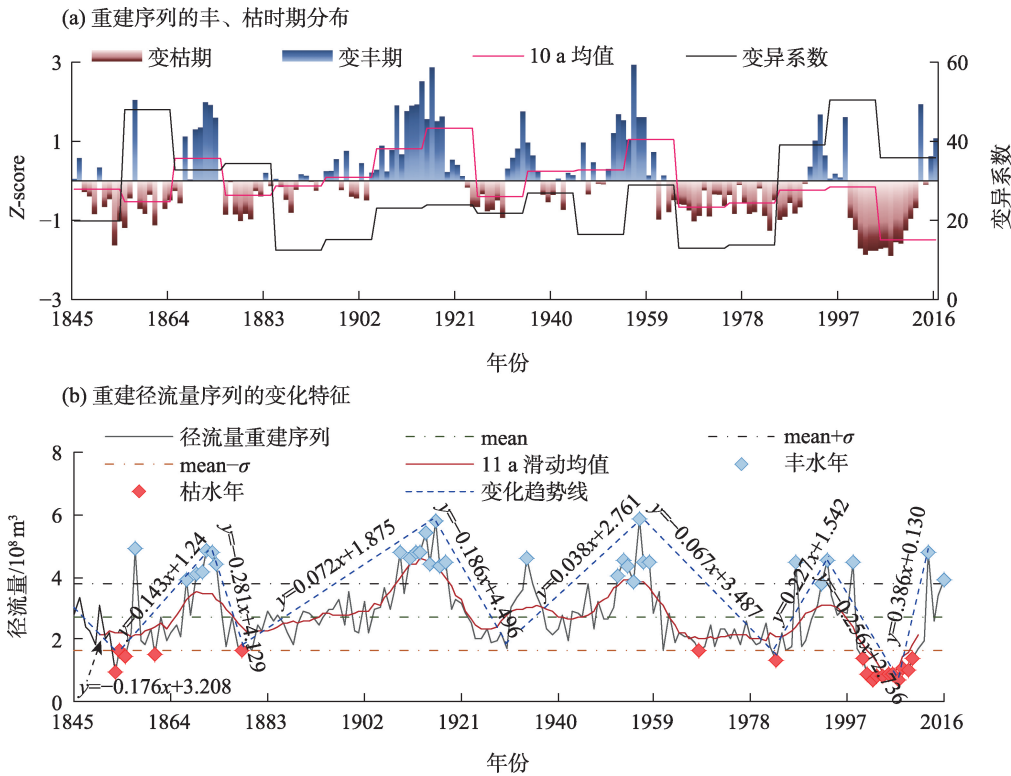 (a) 重建序列的丰、枯时期分布
变枯期 变丰期 10 a 均值 变异系数
3
1
−1
−3
Z-score
60
40
20
0
变异系数
1845 1864 1883 1902 1921 1940 1959 1978 1997 2016
年份
(b) 重建径流量序列的变化特征
径流量重建序列 mean mean+σ
mean−σ 11 a 滑动均值 丰水年
枯水年 变化趋势线
8
6
4
2
0
径流量/10⁸ m³
y=−0.176x+3.208
y=0.143x+1.24
y=−0.281x+4.129
y=0.072x+1.875
y=−0.186x+4.496
y=0.038x+2.761
y=−0.067x+3.487
y=0.227x+1.542
y=−0.256x+2.736
y=0.386x+0.130
1845 1864 1883 1902 1921 1940 1959 1978 1997 2016
年份